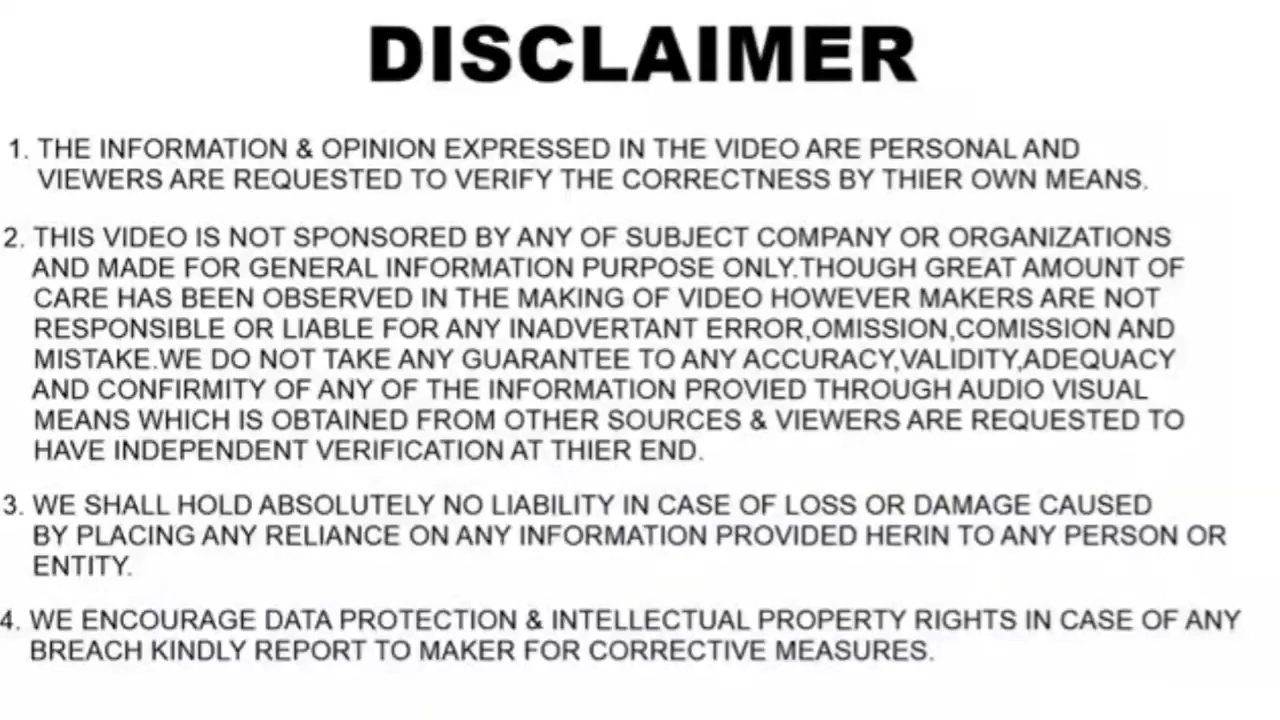 DISCLAIMER
1. THE INFORMATION & OPINION EXPRESSED IN THE VIDEO ARE PERSONAL AND
VIEWERS ARE REQUESTED TO VERIFY THE CORRECTNESS BY THIER OWN MEANS.
2. THIS VIDEO IS NOT SPONSORED BY ANY OF SUBJECT COMPANY OR ORGANIZATIONS
AND MADE FOR GENERAL INFORMATION PURPOSE ONLY.THOUGH GREAT AMOUNT OF
CARE HAS BEEN OBSERVED IN THE MAKING OF VIDEO HOWEVER MAKERS ARE NOT
RESPONSIBLE OR LIABLE FOR ANY INADVERTANT ERROR,OMISSION,COMISSION AND
MISTAKE.WE DO NOT TAKE ANY GUARANTEE TO ANY ACCURACY,VALIDITY,ADEQUACY
AND CONFIRMITY OF ANY OF THE INFORMATION PROVIED THROUGH AUDIO VISUAL
MEANS WHICH IS OBTAINED FROM OTHER SOURCES & VIEWERS ARE REQUESTED TO
HAVE INDEPENDENT VERIFICATION AT THIER END.
3. WE SHALL HOLD ABSOLUTELY NO LIABILITY IN CASE OF LOSS OR DAMAGE CAUSED
BY PLACING ANY RELIANCE ON ANY INFORMATION PROVIDED HERIN TO ANY PERSON OR
ENTITY.
4. WE ENCOURAGE DATA PROTECTION & INTELLECTUAL PROPERTY RIGHTS IN CASE OF ANY
BREACH KINDLY REPORT TO MAKER FOR CORRECTIVE MEASURES.